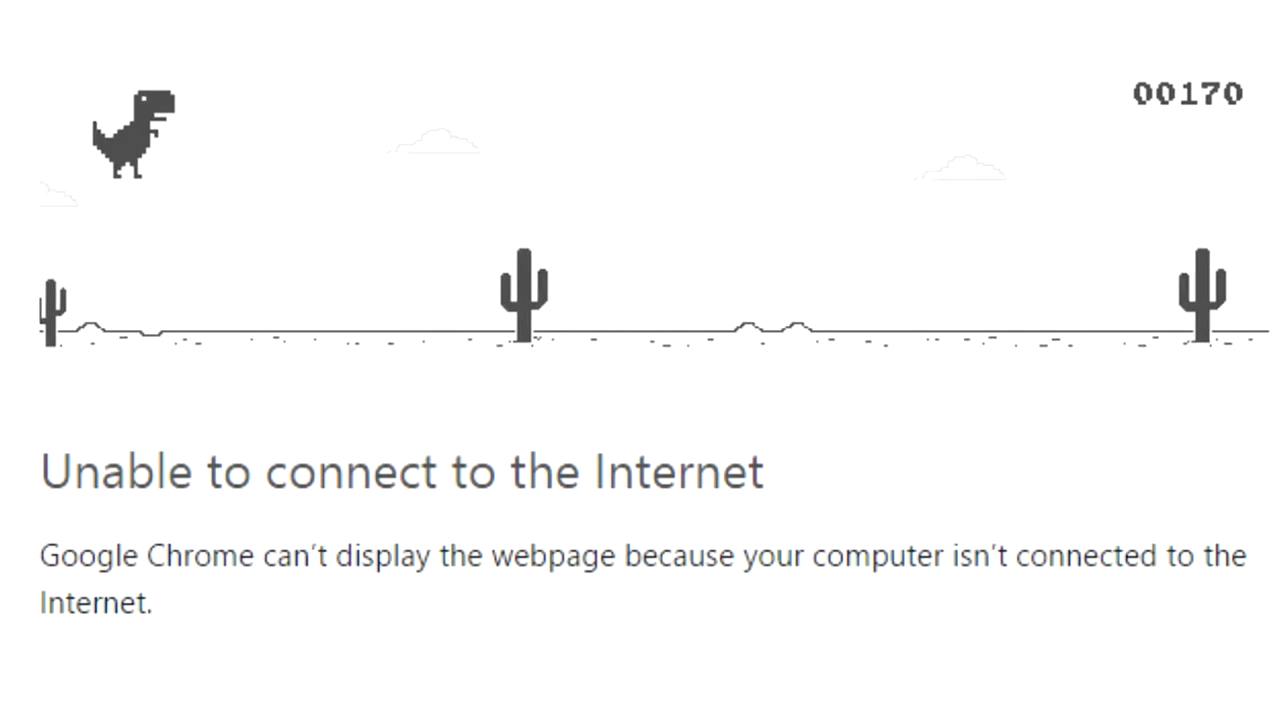 00170
Unable to connect to the Internet
Google Chrome can’t display the webpage because your computer isn’t connected to the
Internet.